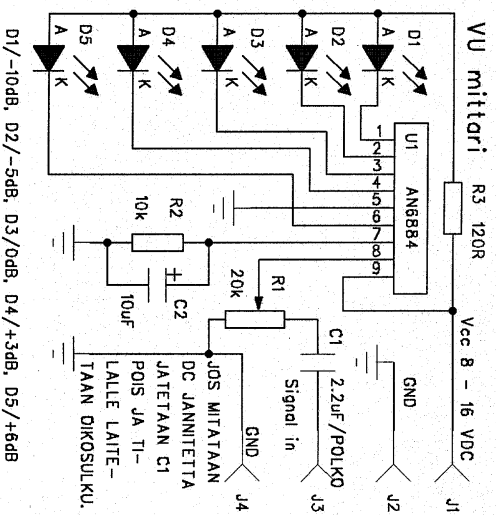 VU mittari
R3 120R
Vcc 8 - 16 VDC
J1
D1
A
K
D2
A
K
D3
A
K
D4
A
K
D5
A
K
U1
AN6884
1
2
3
4
5
6
7
8
9
GND
J2
C1
2.2uF/POLKO
Signal in
J3
R1
20k
GND
J4
R2
10k
+
C2
10uF
JOS MITATAAN
DC JANNITETTA
JATETAAN C1
POIS JA TI-
LALLE LAITE-
TAAN OIKOSULKU.
D1/-10dB, D2/-5dB, D3/0dB, D4/+3dB, D5/+6dB